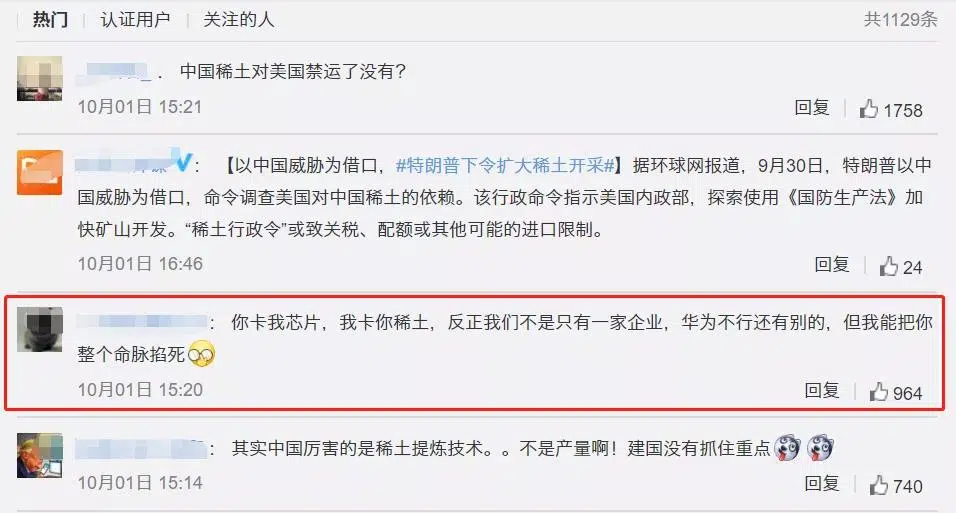 热门 认证用户 关注的人 共1129条
中国稀土对美国禁运了没有?
10月01日 15:21 回复 1758
:【以中国威胁为借口,#特朗普下令扩大稀土开采#】据环球网报道,9月30日,特朗普以中
国威胁为借口,命令调查美国对中国稀土的依赖。该行政命令指示美国内政部,探索使用《国防生产法》加
快矿山开发。“稀土行政令”或致关税、配额或其他可能的进口限制。
10月01日 16:46 回复 24
:你卡我芯片,我卡你稀土,反正我们不是只有一家企业,华为不行还有别的,但我能把你
整个命脉掐死
10月01日 15:20 回复 964
:其实中国厉害的是稀土提炼技术。。不是产量啊!建国没有抓住重点
10月01日 15:14 回复 740